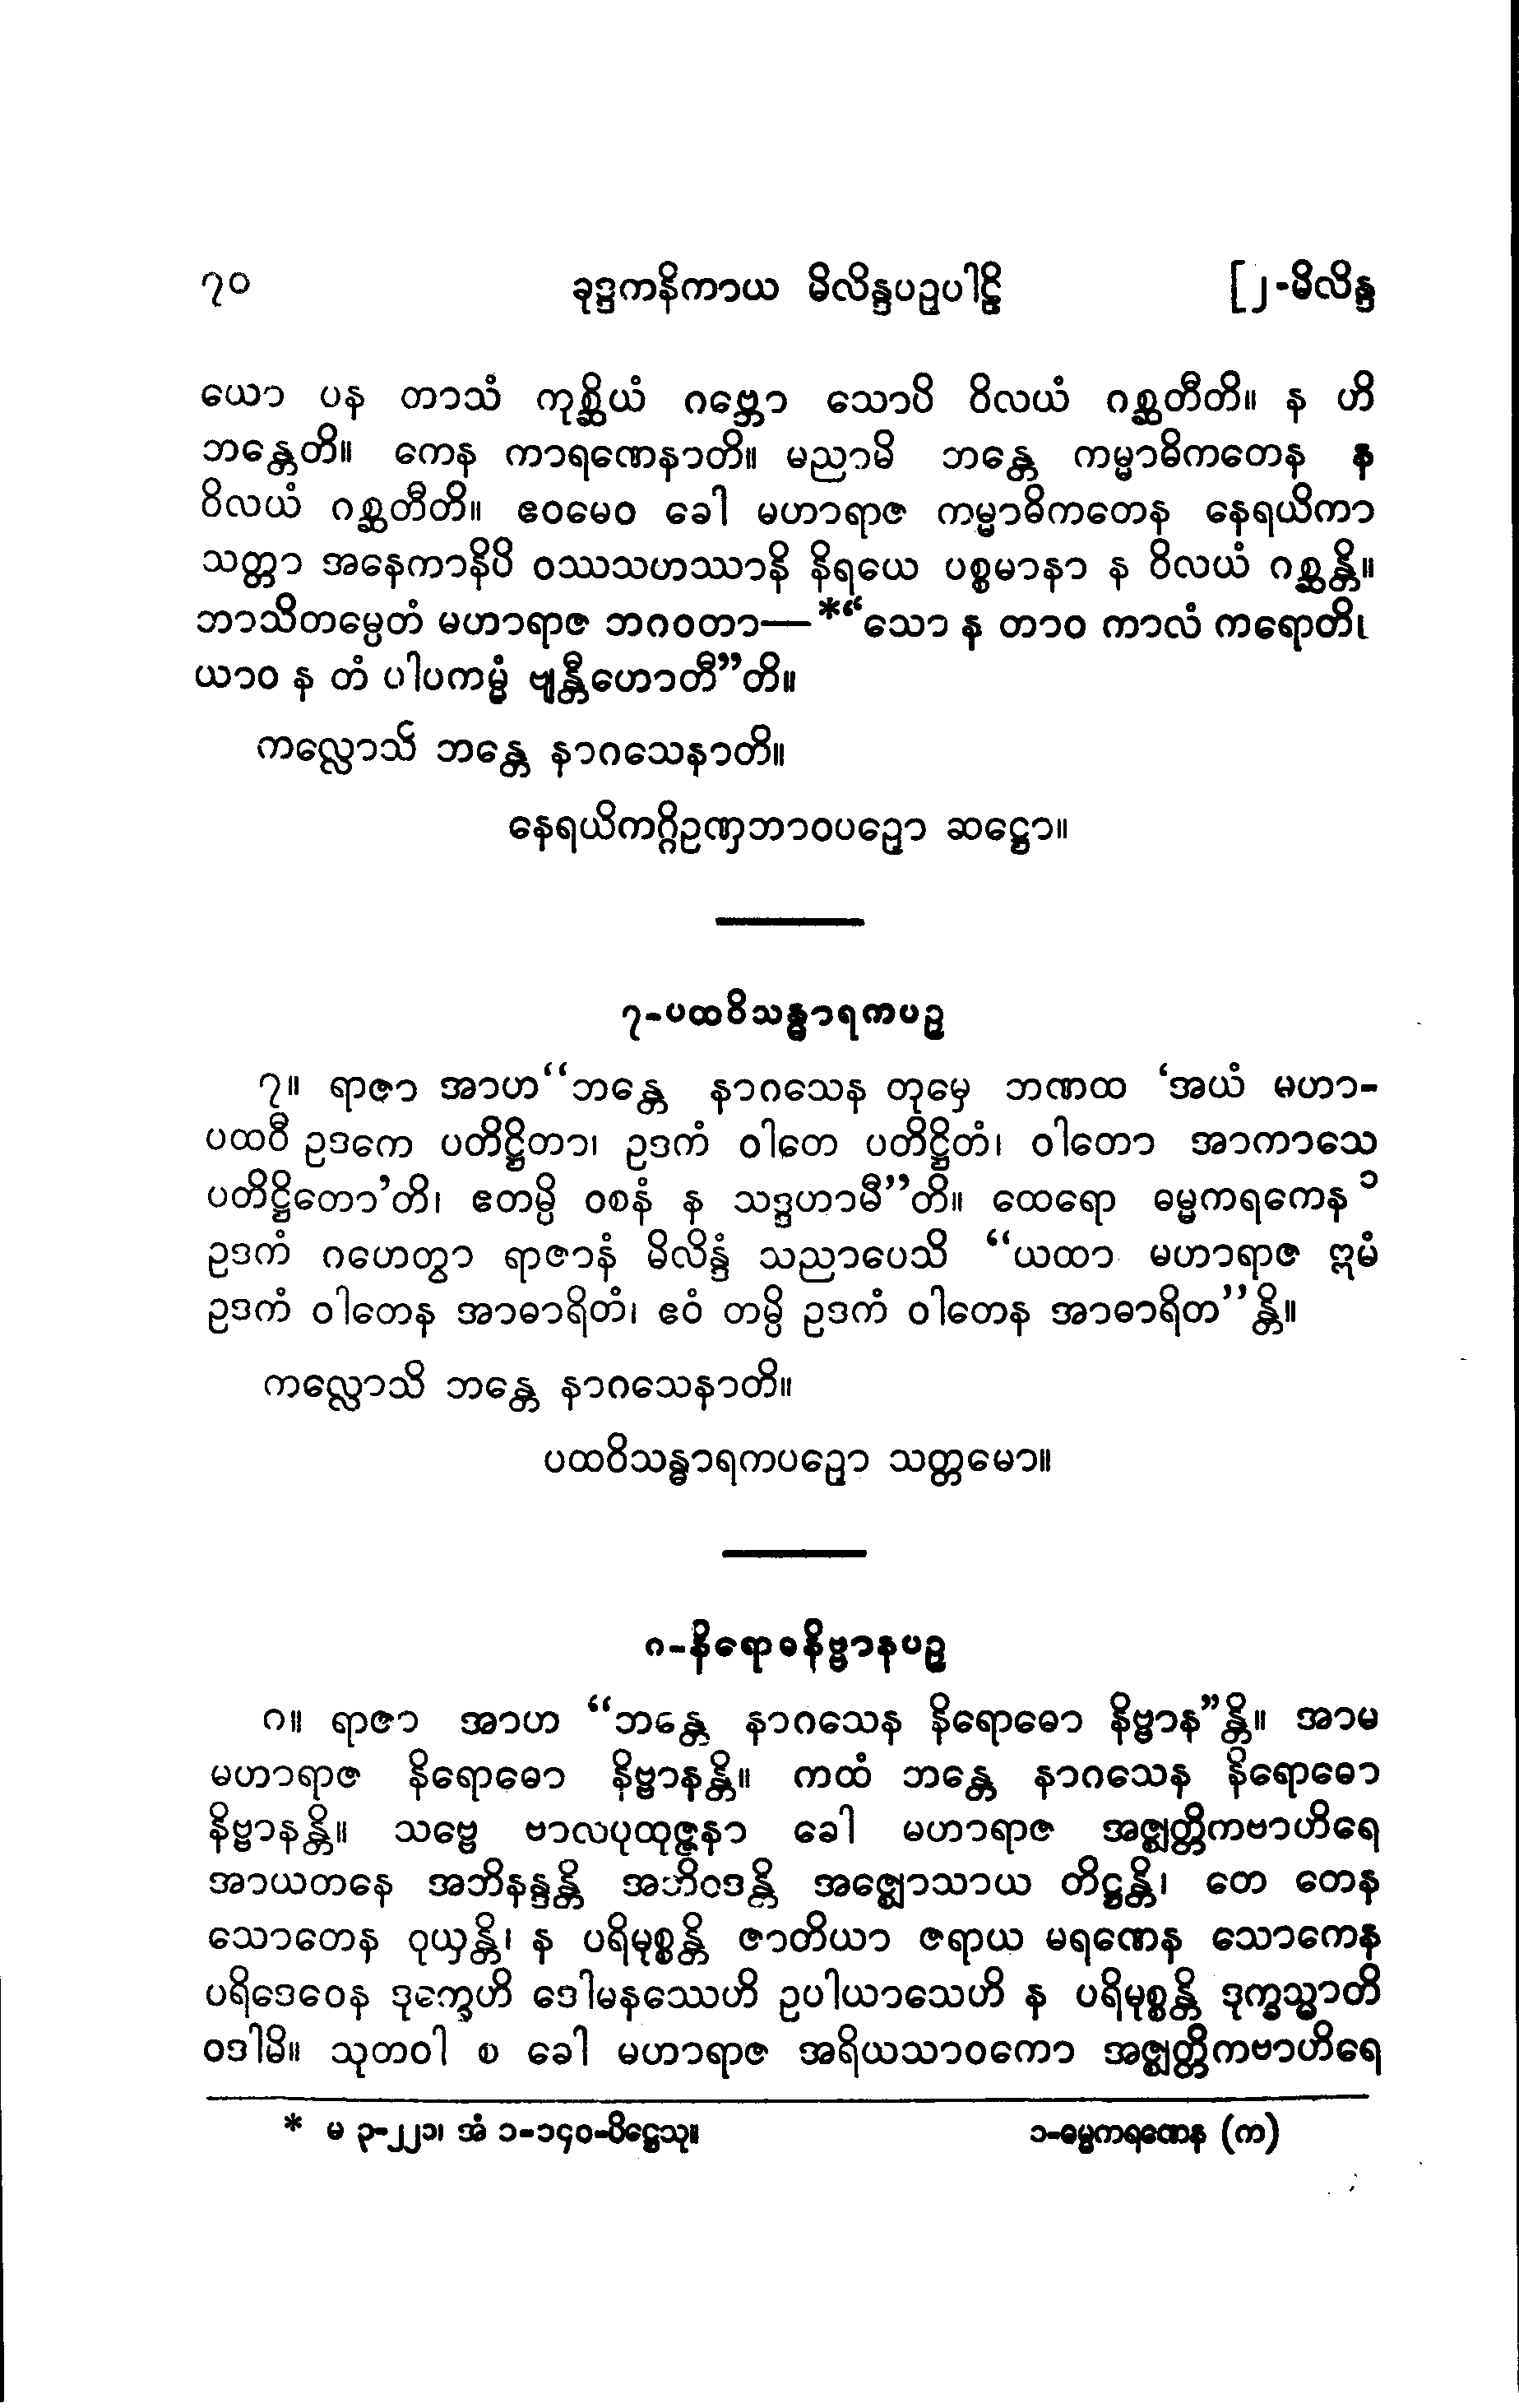 ၇၀ ခုဒ္ဒကနိကာယ မိလိန္ဒပဉှပါဠိ [၂-မိလိန္ဒ
ယော ပန တာသံ ကုစ္ဆိယံ ဂဗ္ဘော သောပိ ဝိလယံ ဂစ္ဆတီတိ။ န ဟိ
ဘန္တေတိ။ ကေန ကာရဏေနာတိ။ မညာမိ ဘန္တေ ကမ္မာဓိကတေန န
ဝိလယံ ဂစ္ဆတီတိ။ ဧဝမေဝ ခေါ မဟာရာဇ ကမ္မာဓိကတေန နေရယိကာ
သတ္တာ အနေကာနိပိ ဝဿသဟဿာနိ နိရယေ ပစ္စမာနာ န ဝိလယံ ဂစ္ဆန္တိ။
ဘာသိတမ္ပေတံ မဟာရာဇ ဘဂဝတာ—*“သော န တာဝ ကာလံ ကရောတိ၊
ယာဝ န တံ ပါပကမ္မံ ဗျန္တီဟောတီ”တိ။
ကလ္လောသိ ဘန္တေ နာဂသေနာတိ။
နေရယိကဂ္ဂိဥဏှဘာဝပဉှော ဆဋ္ဌော။
၇-ပထဝိသန္ဓာရကပဉှ
၇။ ရာဇာ အာဟ“ဘန္တေ နာဂသေန တုမှေ ဘဏထ ‘အယံ မဟာ-
ပထဝီ ဥဒကေ ပတိဋ္ဌိတာ၊ ဥဒကံ ဝါတေ ပတိဋ္ဌိတံ၊ ဝါတော အာကာသေ
ပတိဋ္ဌိတော’တိ၊ ဧတမ္ပိ ဝစနံ န သဒ္ဒဟာမီ”တိ။ ထေရော ဓမ္မကရကေန ၁
ဥဒကံ ဂဟေတွာ ရာဇာနံ မိလိန္ဒံ သညာပေသိ “ယထာ မဟာရာဇ ဣမံ
ဥဒကံ ဝါတေန အာဓာရိတံ၊ ဧဝံ တမ္ပိ ဥဒကံ ဝါတေန အာဓာရိတ”န္တိ။
ကလ္လောသိ ဘန္တေ နာဂသေနာတိ။
ပထဝိသန္ဓာရကပဉှော သတ္တမော။
၈-နိရောဓနိဗ္ဗာနပဉှ
၈။ ရာဇာ အာဟ “ဘန္တေ နာဂသေန နိရောဓော နိဗ္ဗာန”န္တိ။ အာမ
မဟာရာဇ နိရောဓော နိဗ္ဗာနန္တိ။ ကထံ ဘန္တေ နာဂသေန နိရောဓော
နိဗ္ဗာနန္တိ။ သဗ္ဗေ ဗာလပုထုဇ္ဇနာ ခေါ မဟာရာဇ အဇ္ဈတ္တိကဗာဟိရေ
အာယတနေ အဘိနန္ဒန္တိ အဘိဝဒန္တိ အဇ္ဈောသာယ တိဋ္ဌန္တိ၊ တေ တေန
သောတေန ဝုယှန္တိ၊ န ပရိမုစ္စန္တိ ဇာတိယာ ဇရာယ မရဏေန သောကေန
ပရိဒေဝေန ဒုက္ခေဟိ ဒေါမနဿေဟိ ဥပါယာသေဟိ န ပရိမုစ္စန္တိ ဒုက္ခသ္မာတိ
ဝဒါမိ။ သုတဝါ စ ခေါ မဟာရာဇ အရိယသာဝကော အဇ္ဈတ္တိကဗာဟိရေ
* မ ၃-၂၂၁၊ အံ ၁-၁၄၀-ပိဋ္ဌေသု။ ၁-ဓမ္မကရဏေန (က)